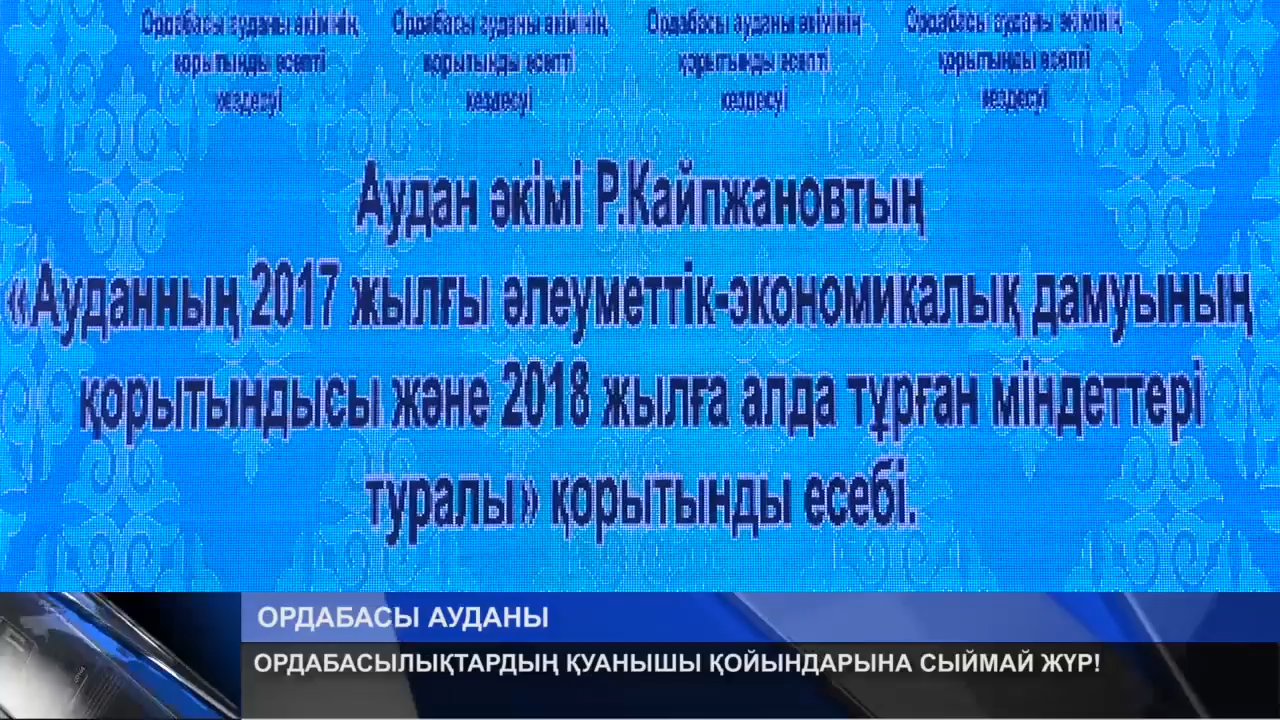 Ордабасы ауданы әкімінің Ордабасы ауданы әкімінің Ордабасы ауданы әкімінің Ордабасы ауданы әкімінің
қорытынды есепті қорытынды есепті қорытынды есепті қорытынды есепті
кездесуі кездесуі кездесуі кездесуі
Аудан әкімі Р.Кайпжановтың
«Ауданның 2017 жылғы әлеуметтік-экономикалық дамуының
қорытындысы және 2018 жылға алда тұрған міндеттері
туралы» қорытынды есебі.
ОРДАБАСЫ АУДАНЫ
ОРДАБАСЫЛЫҚТАРДЫҢ ҚУАНЫШЫ ҚОЙЫНДАРЫНА СЫЙМАЙ ЖҮР!